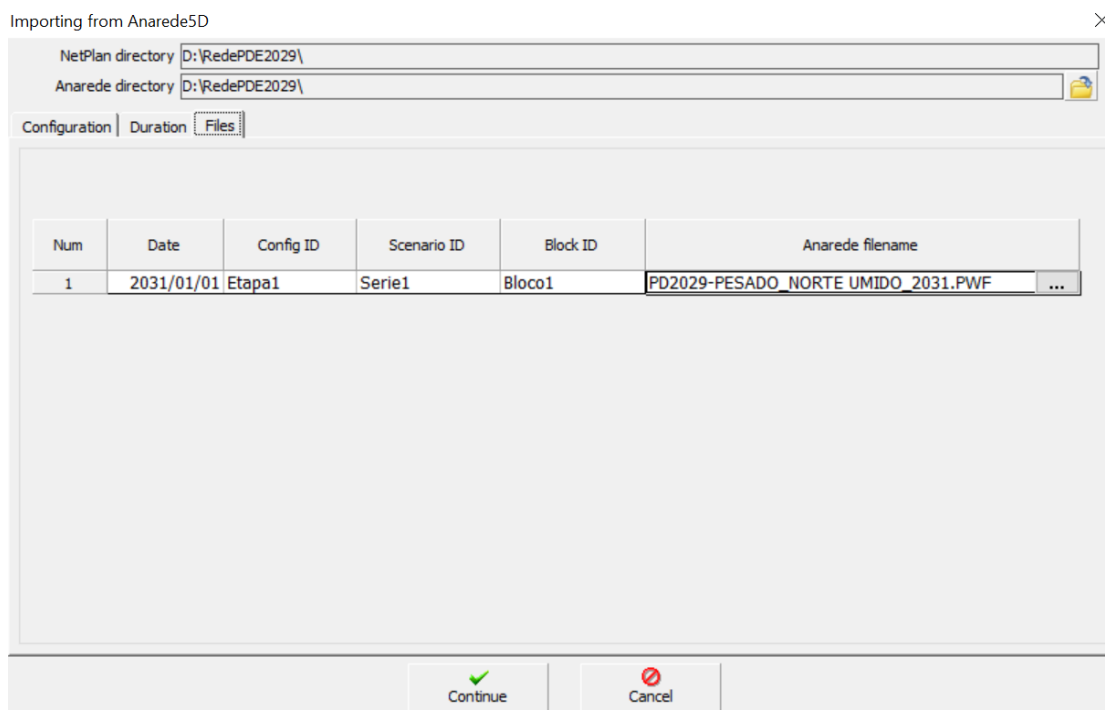 Importing from Anarede5D
NetPlan directory D:\RedePDE2029\
Anarede directory D:\RedePDE2029\
Configuration Duration Files
Num Date Config ID Scenario ID Block ID Anarede filename
1 2031/01/01 Etapa1 Serie1 Bloco1 PD2029-PESADO_NORTE UMIDO_2031.PWF ...
Continue Cancel